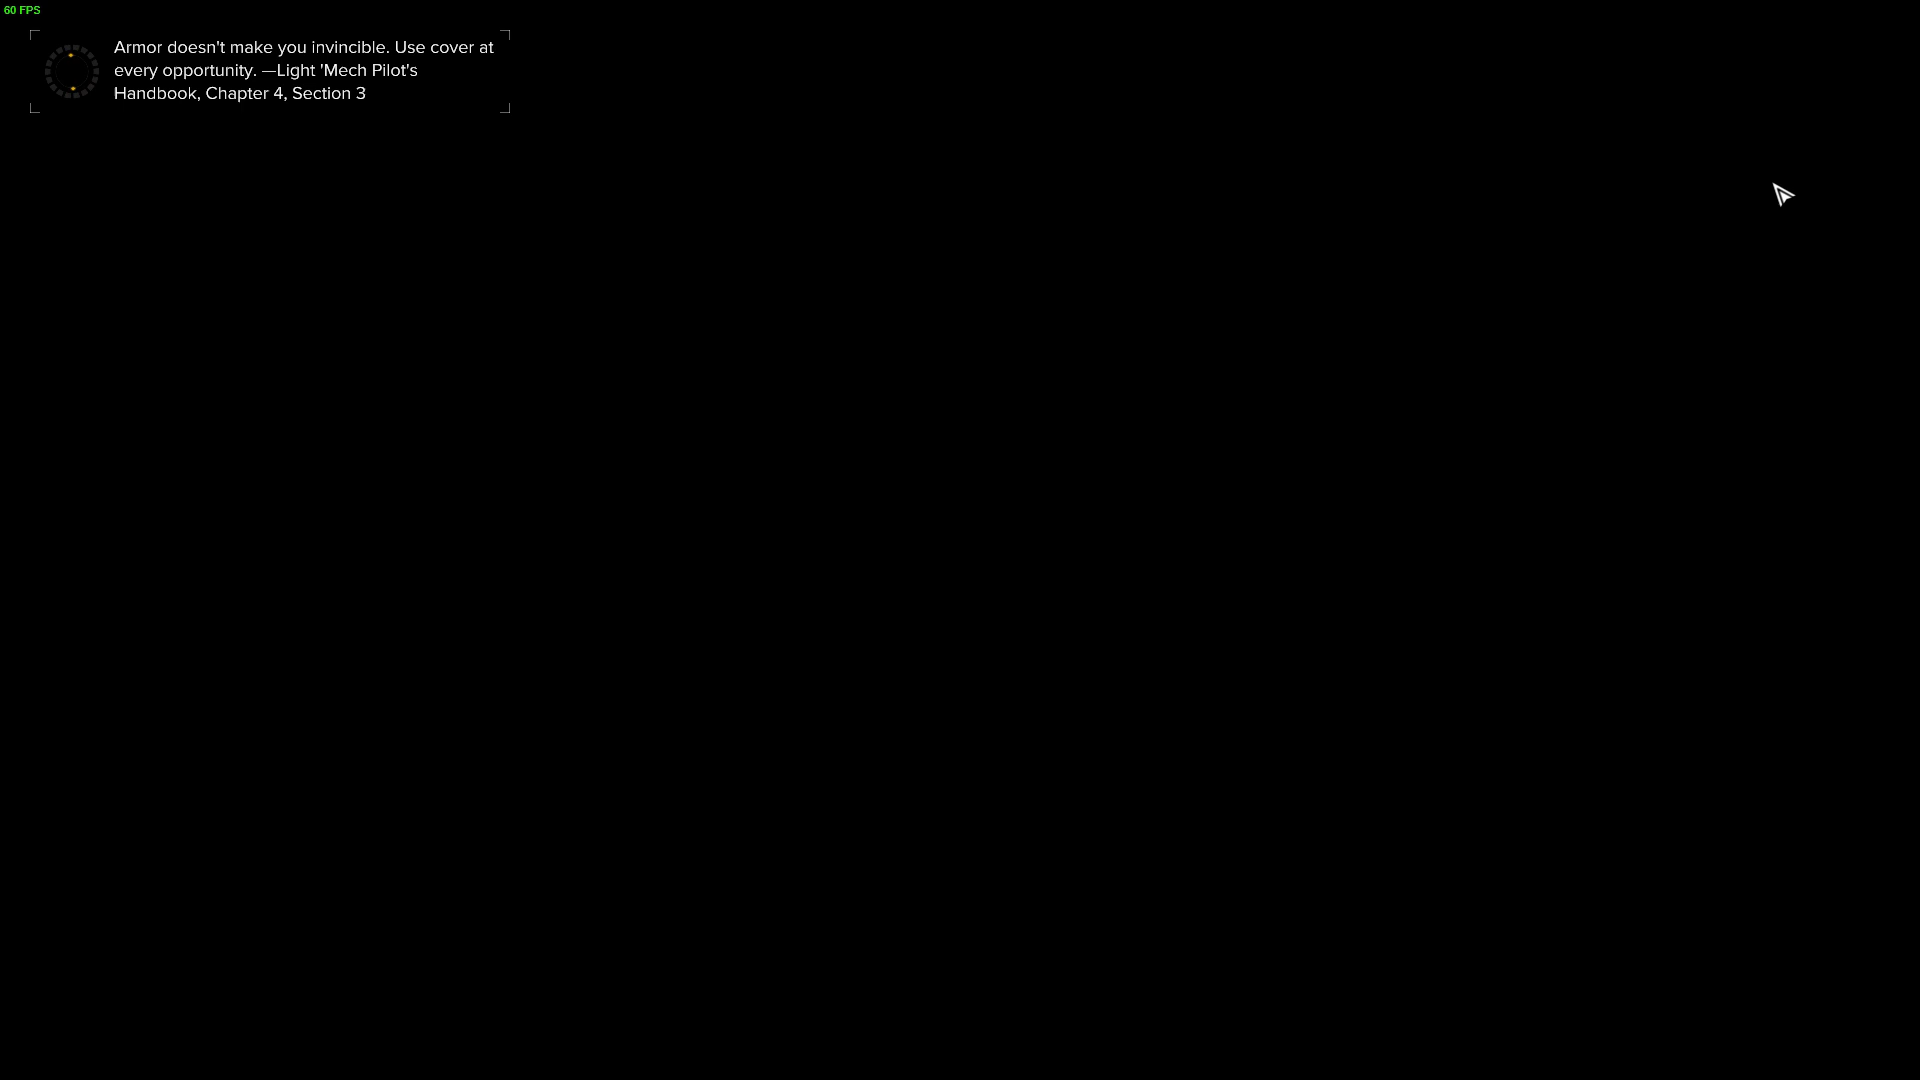 60 FPS
Armor doesn't make you invincible. Use cover at
every opportunity. —Light 'Mech Pilot's
Handbook, Chapter 4, Section 3